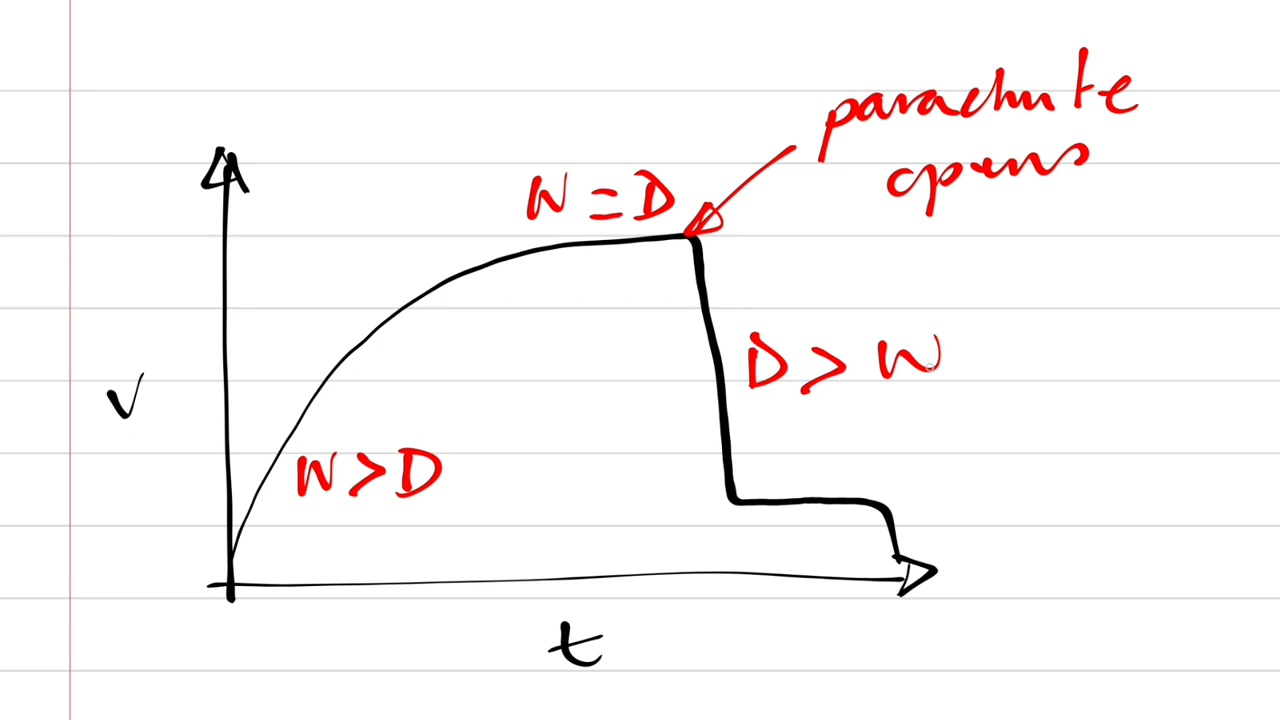 parachute
opens
W = D
D > W
v
W > D
t